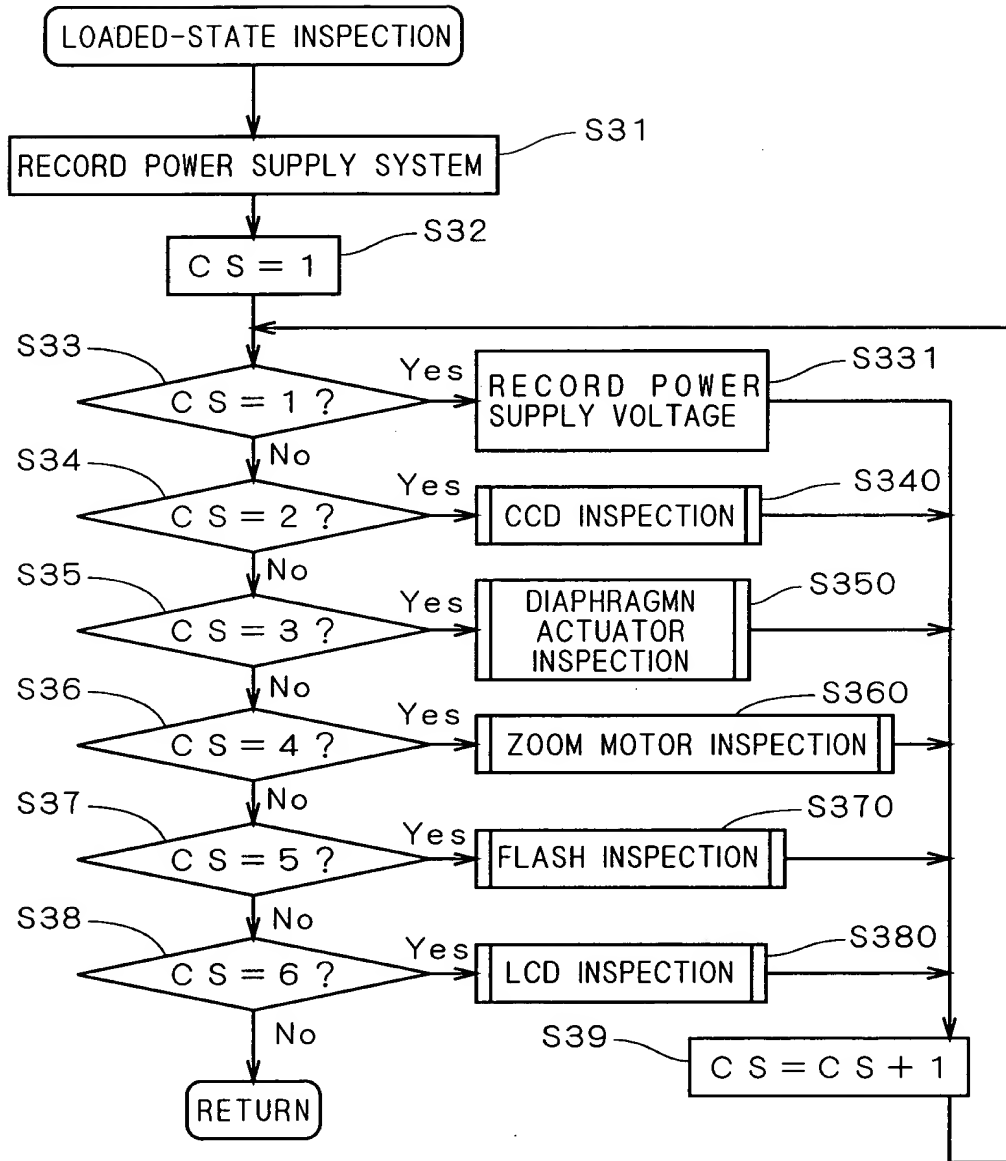 LOADED-STATE INSPECTION
S31
RECORD POWER SUPPLY SYSTEM
S32
CS=1
S33
CS=1?
Yes
S331
RECORD POWER
SUPPLY VOLTAGE
No
S34
CS=2?
Yes
S340
CCD INSPECTION
No
S35
CS=3?
Yes
S350
DIAPHRAGMN
ACTUATOR
INSPECTION
No
S36
CS=4?
Yes
S360
ZOOM MOTOR INSPECTION
No
S37
CS=5?
Yes
S370
FLASH INSPECTION
No
S38
CS=6?
Yes
S380
LCD INSPECTION
No
S39
CS=CS+1
RETURN